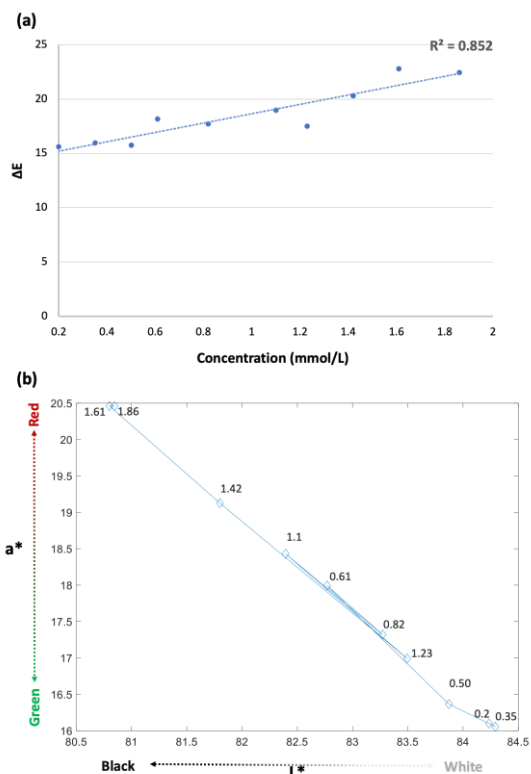 (a)
R² = 0.852
25
20
15
10
5
0
ΔE
0.2 0.4 0.6 0.8 1 1.2 1.4 1.6 1.8 2
Concentration (mmol/L)
(b)
Red
a*
Green
20.5
20
19.5
19
18.5
18
17.5
17
16.5
16
1.61 1.86
1.42
1.1
0.61
0.82
1.23
0.50
0.2 0.35
80.5 81 81.5 82 82.5 83 83.5 84 84.5
Black L* White